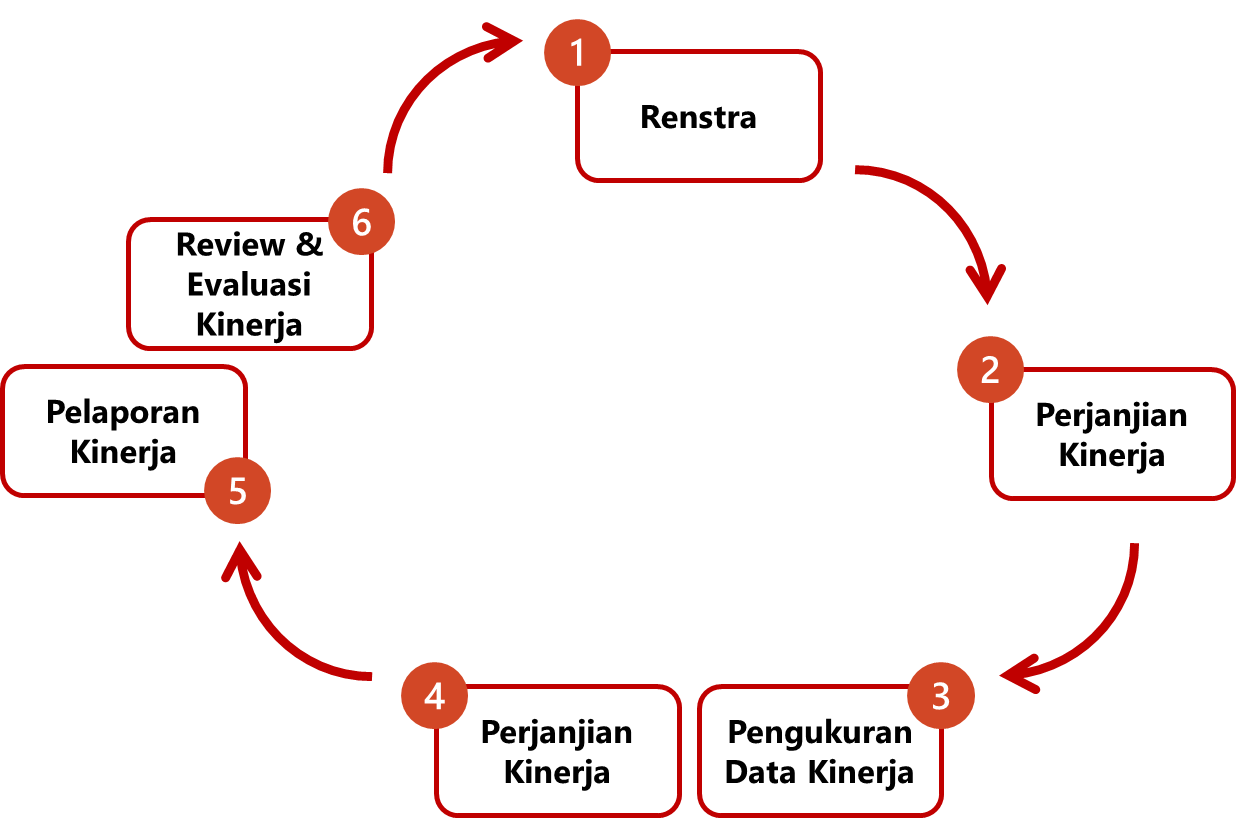 1
Renstra
2
Perjanjian
Kinerja
3
Pengukuran
Data Kinerja
4
Perjanjian
Kinerja
5
Pelaporan
Kinerja
6
Review &
Evaluasi
Kinerja